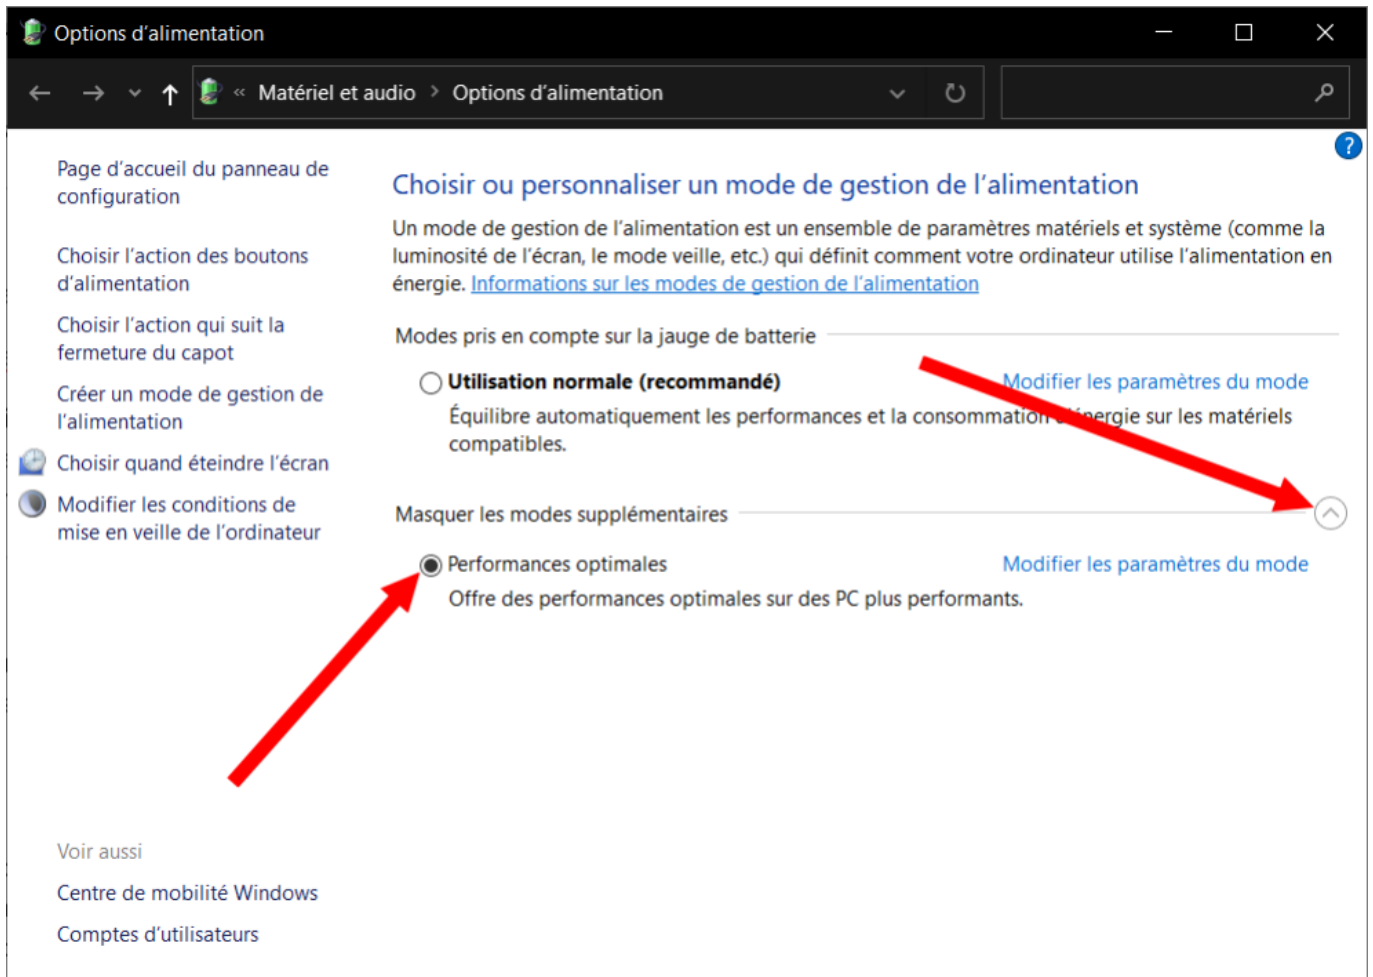 Options d’alimentation
« Matériel et audio > Options d’alimentation
?
Page d’accueil du panneau de
configuration
Choisir l’action des boutons
d’alimentation
Choisir l’action qui suit la
fermeture du capot
Créer un mode de gestion de
l’alimentation
Choisir quand éteindre l’écran
Modifier les conditions de
mise en veille de l’ordinateur
Choisir ou personnaliser un mode de gestion de l’alimentation
Un mode de gestion de l’alimentation est un ensemble de paramètres matériels et système (comme la
luminosité de l’écran, le mode veille, etc.) qui définit comment votre ordinateur utilise l’alimentation en
énergie. Informations sur les modes de gestion de l’alimentation
Modes pris en compte sur la jauge de batterie
Utilisation normale (recommandé) Modifier les paramètres du mode
Équilibre automatiquement les performances et la consommation d’énergie sur les matériels
compatibles.
Masquer les modes supplémentaires
Performances optimales Modifier les paramètres du mode
Offre des performances optimales sur des PC plus performants.
Voir aussi
Centre de mobilité Windows
Comptes d’utilisateurs